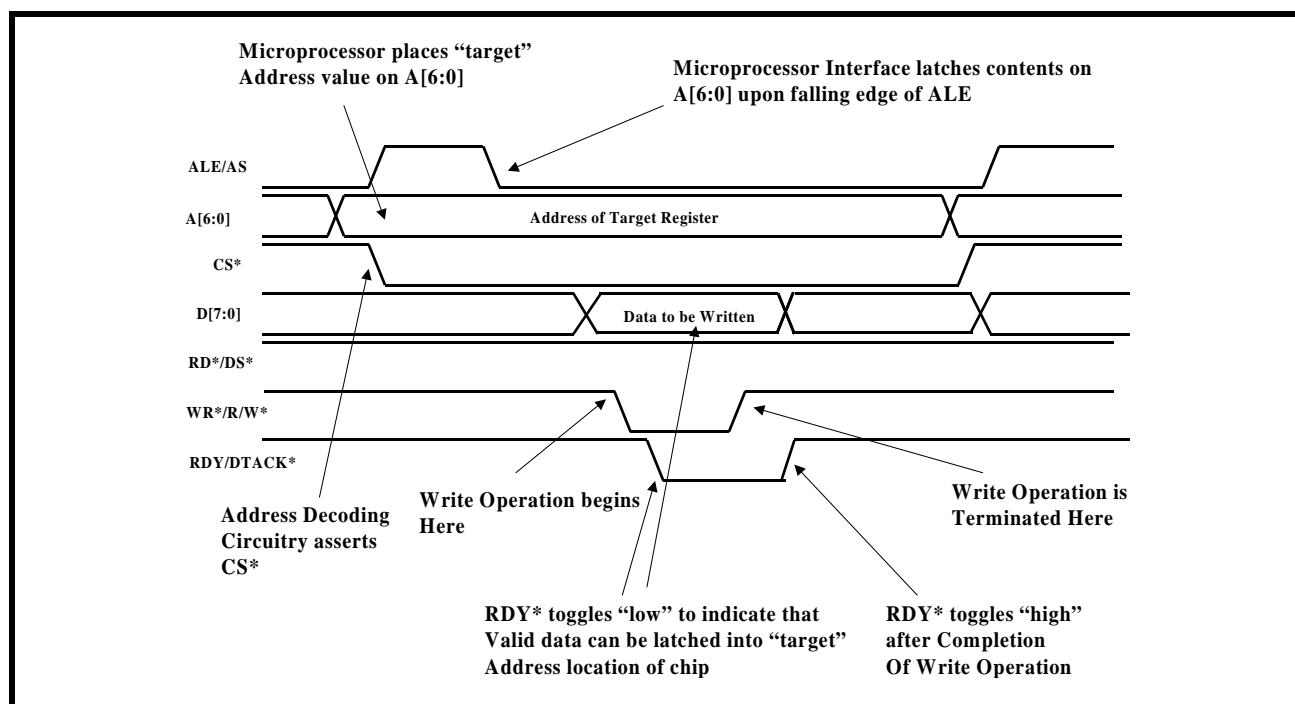 Microprocessor places “target”
Address value on A[6:0]
Microprocessor Interface latches contents on
A[6:0] upon falling edge of ALE
ALE/AS
A[6:0]
Address of Target Register
CS*
D[7:0]
Data to be Written
RD*/DS*
WR*/R/W*
RDY/DTACK*
Address Decoding
Circuitry asserts
CS*
Write Operation begins
Here
Write Operation is
Terminated Here
RDY* toggles “low” to indicate that
Valid data can be latched into “target”
Address location of chip
RDY* toggles “high”
after Completion
Of Write Operation